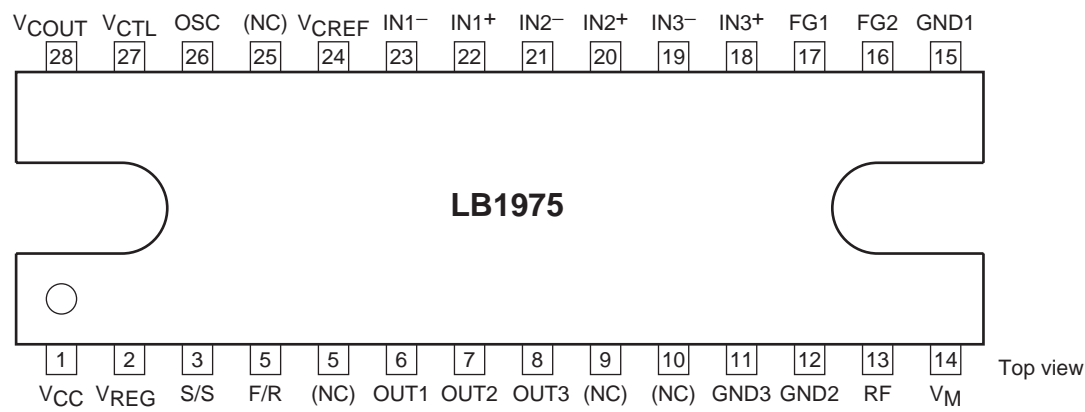 VCOUT VCTL OSC (NC) VCREF IN1− IN1+ IN2− IN2+ IN3− IN3+ FG1 FG2 GND1
28 27 26 25 24 23 22 21 20 19 18 17 16 15
LB1975
1 2 3 5 5 6 7 8 9 10 11 12 13 14
Top view
VCC VREG S/S F/R (NC) OUT1 OUT2 OUT3 (NC) (NC) GND3 GND2 RF VM